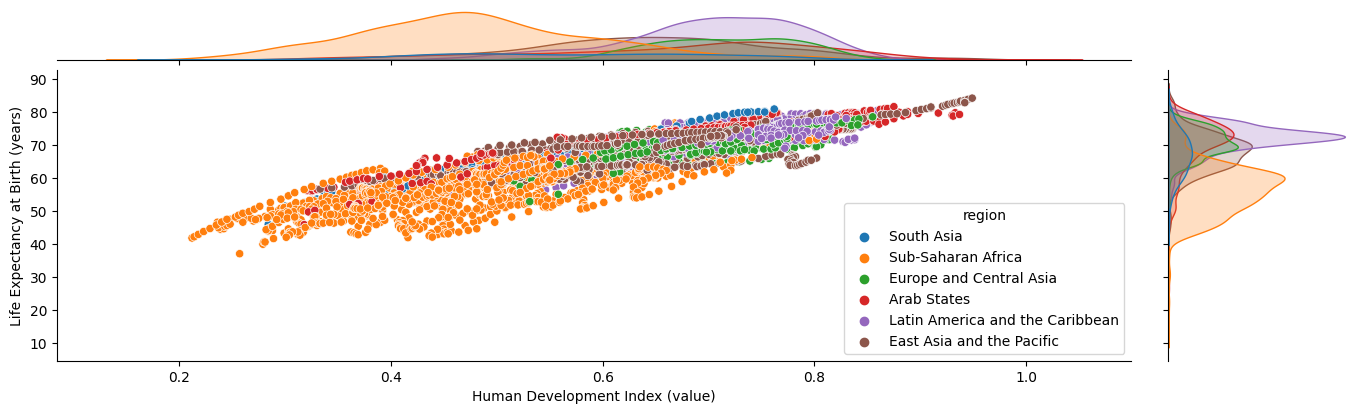 90
80
70
60
50
40
30
20
10
Life Expectancy at Birth (years)
region
South Asia
Sub-Saharan Africa
Europe and Central Asia
Arab States
Latin America and the Caribbean
East Asia and the Pacific
0.2 0.4 0.6 0.8 1.0
Human Development Index (value)